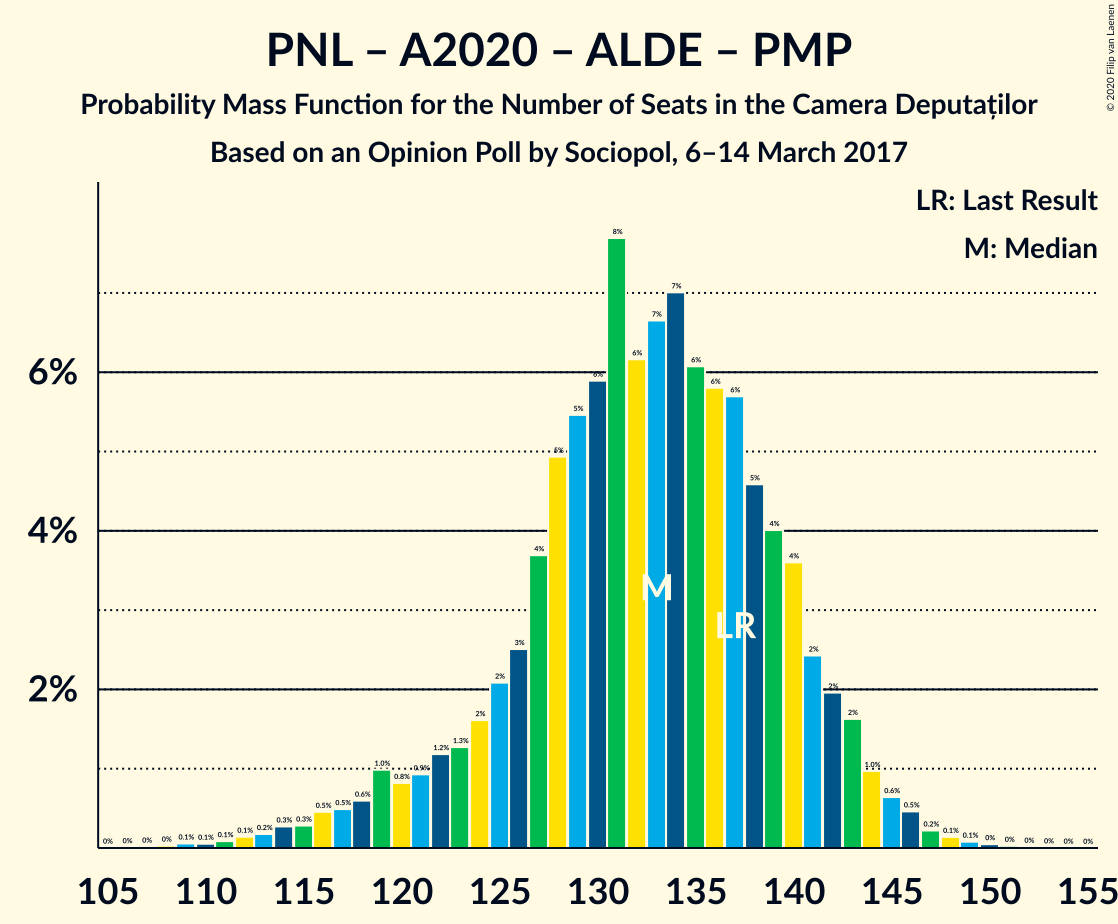 PNL – A2020 – ALDE – PMP
Probability Mass Function for the Number of Seats in the Camera Deputaților
Based on an Opinion Poll by Sociopol, 6–14 March 2017
© 2020 Filip van Laenen
LR: Last Result
M: Median
6%
4%
2%
0% 0% 0% 0% 0.1% 0.1% 0.1% 0.1% 0.2% 0.3% 0.3% 0.5% 0.5% 0.6% 1.0% 0.8% 0.9% 1.2% 1.3% 2% 2% 3% 4% 5% 5% 6% 8% 6% 7% 7% 6% 6% 6% 5% 4% 4% 2% 2% 2% 1.0% 0.6% 0.5% 0.2% 0.1% 0.1% 0% 0% 0% 0% 0% 0%
M
LR
105 110 115 120 125 130 135 140 145 150 155